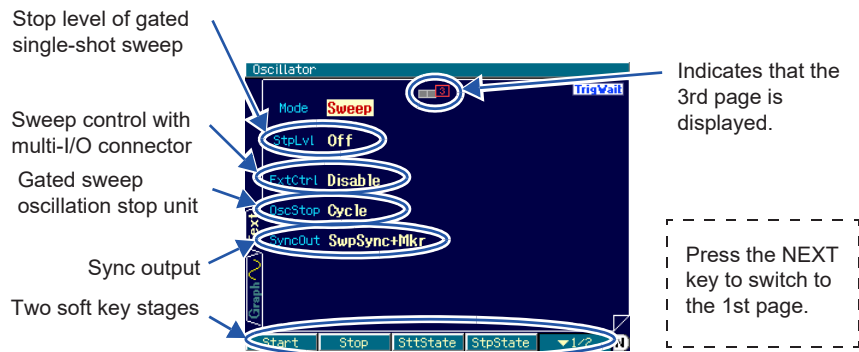 Stop level of gated
single-shot sweep
Sweep control with
multi-I/O connector
Gated sweep
oscillation stop unit
Sync output
Two soft key stages
Oscillator
3
TrigWait
Mode Sweep
StpLvl Off
ExtCtrl Disable
OscStop Cycle
SyncOut SwpSync+Mkr
Graph
Start Stop SttState StpState ▼1/2 N
Indicates that the
3rd page is
displayed.
Press the NEXT
key to switch to
the 1st page.